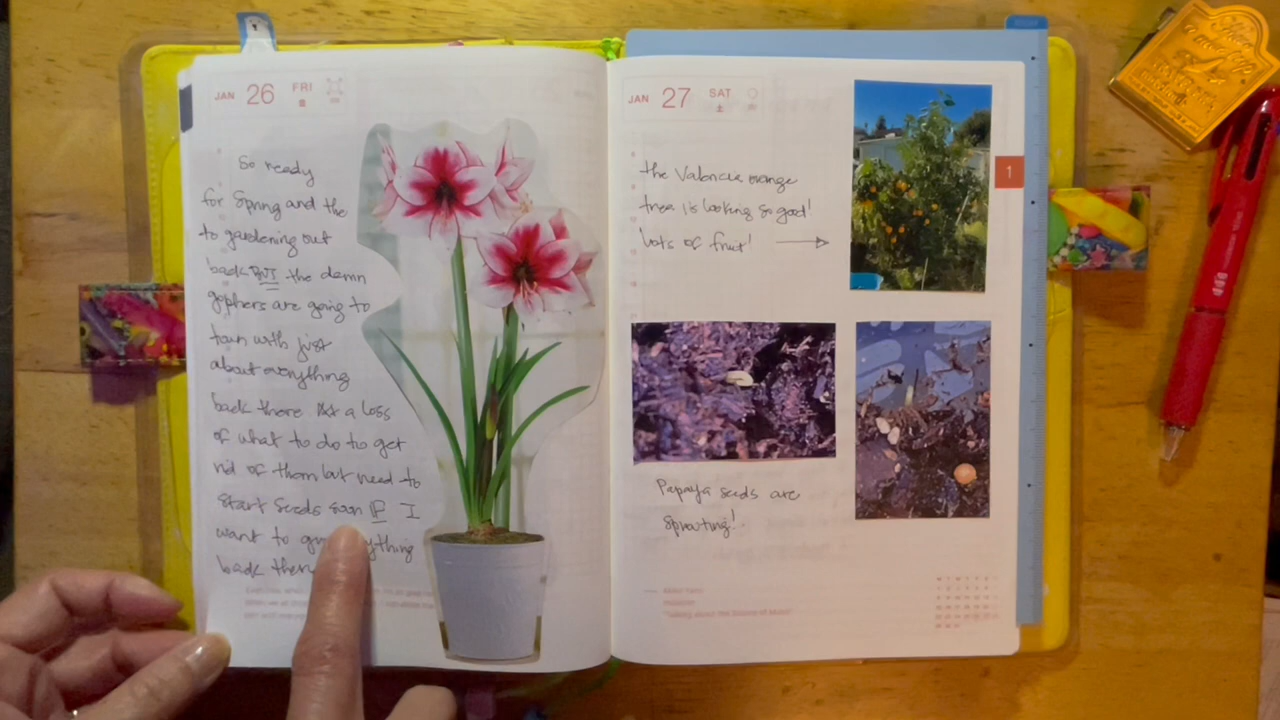 JAN 26 FRI
金
So ready
for Spring and the
to gardening out
back BUT the damn
gophers are going to
turn with just
about everything
back there. At a loss
of what to do to get
rid of them but need to
start seeds soon IF I
want to
back
JAN 27 SAT
土
the Valencia orange
tree is looking so good!
Lots of fruit!
1
Papaya seeds are
sprouting!